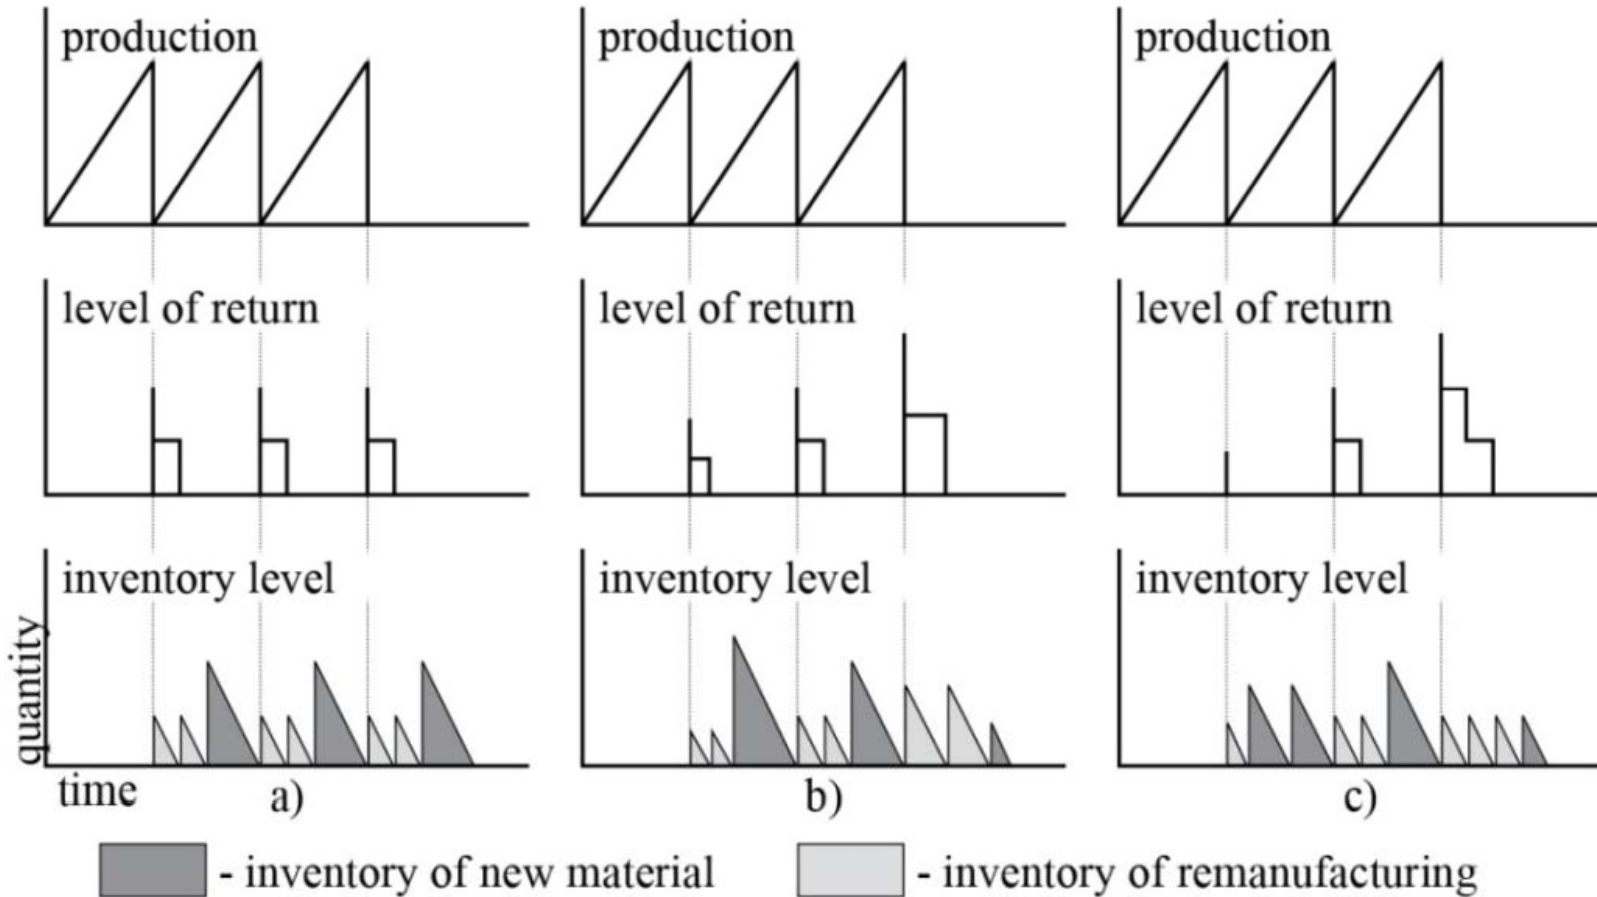 production
production
production
level of return
level of return
level of return
inventory level
inventory level
inventory level
quantity
time
a)
b)
c)
- inventory of new material
- inventory of remanufacturing